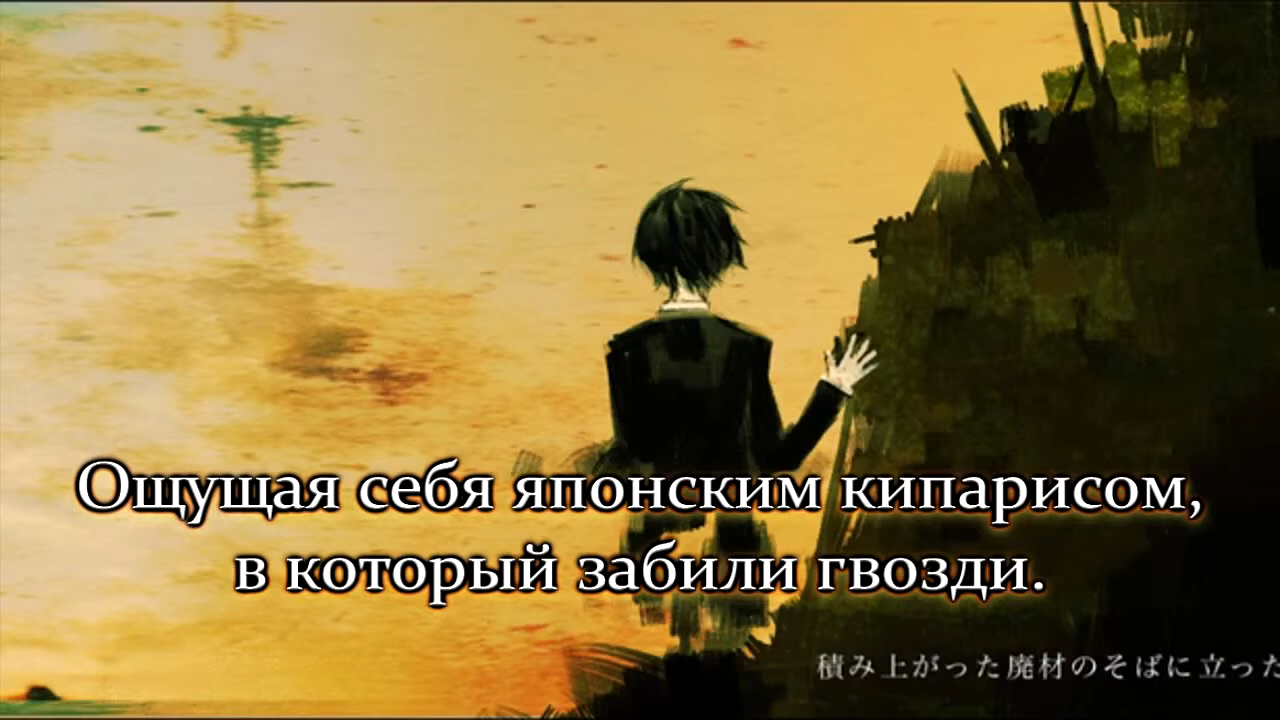 Ощущая себя японским кипарисом,
в который забили гвозди.
積み上がった廃材のそばに立った